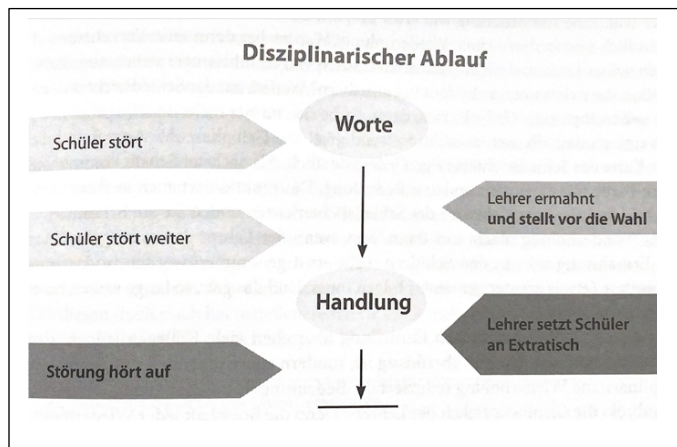 Disziplinarischer Ablauf
Schüler stört
Worte
Lehrer ermahnt
und stellt vor die Wahl
Schüler stört weiter
Handlung
Lehrer setzt Schüler
an Extratisch
Störung hört auf